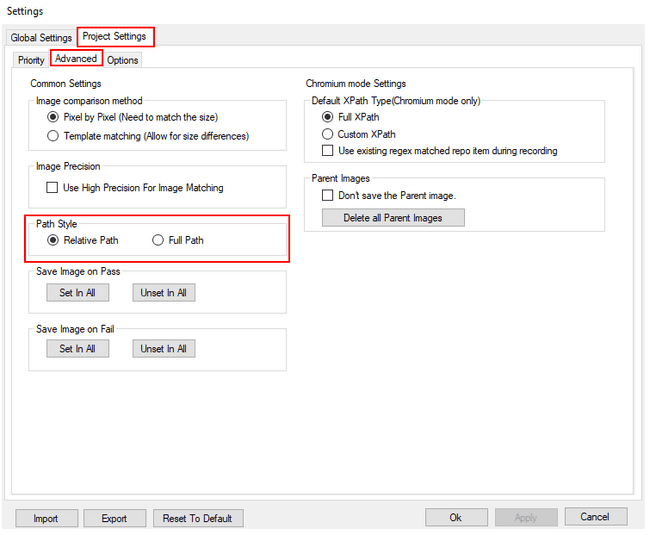 Settings
Global Settings Project Settings
Priority Advanced Options
Common Settings
Image comparison method
Pixel by Pixel (Need to match the size)
Template matching (Allow for size differences)
Image Precision
Use High Precision For Image Matching
Path Style
Relative Path Full Path
Save Image on Pass
Set In All Unset In All
Save Image on Fail
Set In All Unset In All
Chromium mode Settings
Default XPath Type(Chromium mode only)
Full XPath
Custom XPath
Use existing regex matched repo item during recording
Parent Images
Don't save the Parent image.
Delete all Parent Images
Import Export Reset To Default Ok Apply Cancel